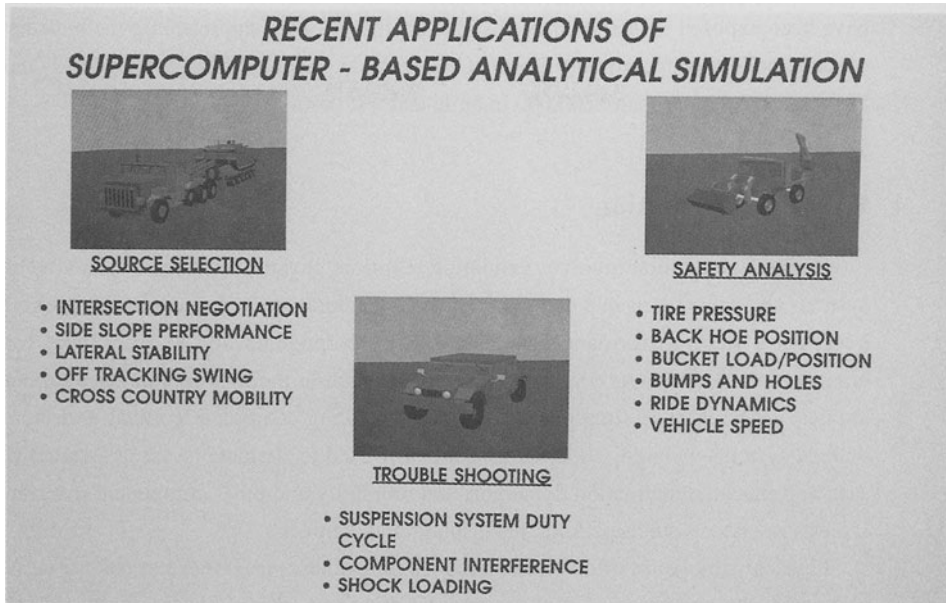 RECENT APPLICATIONS OF
SUPERCOMPUTER - BASED ANALYTICAL SIMULATION
SOURCE SELECTION
• INTERSECTION NEGOTIATION
• SIDE SLOPE PERFORMANCE
• LATERAL STABILITY
• OFF TRACKING SWING
• CROSS COUNTRY MOBILITY
TROUBLE SHOOTING
• SUSPENSION SYSTEM DUTY
CYCLE
• COMPONENT INTERFERENCE
• SHOCK LOADING
SAFETY ANALYSIS
• TIRE PRESSURE
• BACK HOE POSITION
• BUCKET LOAD/POSITION
• BUMPS AND HOLES
• RIDE DYNAMICS
• VEHICLE SPEED